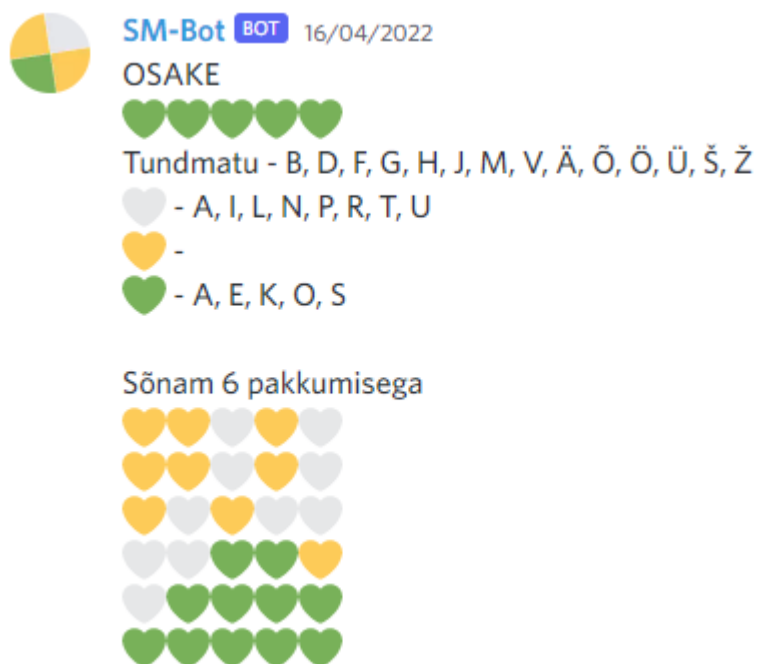 SM-Bot BOT 16/04/2022
OSAKE
Tundmatu - B, D, F, G, H, J, M, V, Ä, Õ, Ö, Ü, Š, Ž
- A, I, L, N, P, R, T, U
-
- A, E, K, O, S
Sõnam 6 pakkumisega